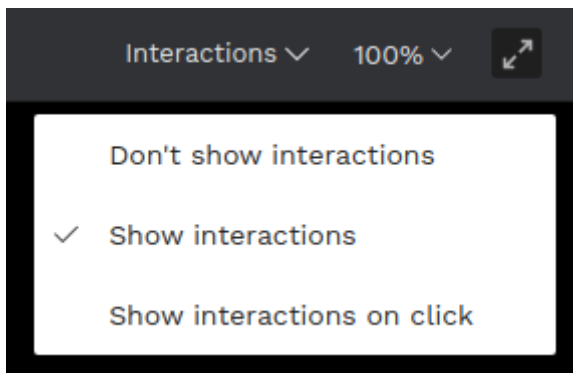 Interactions 100%
Don't show interactions
Show interactions
Show interactions on click